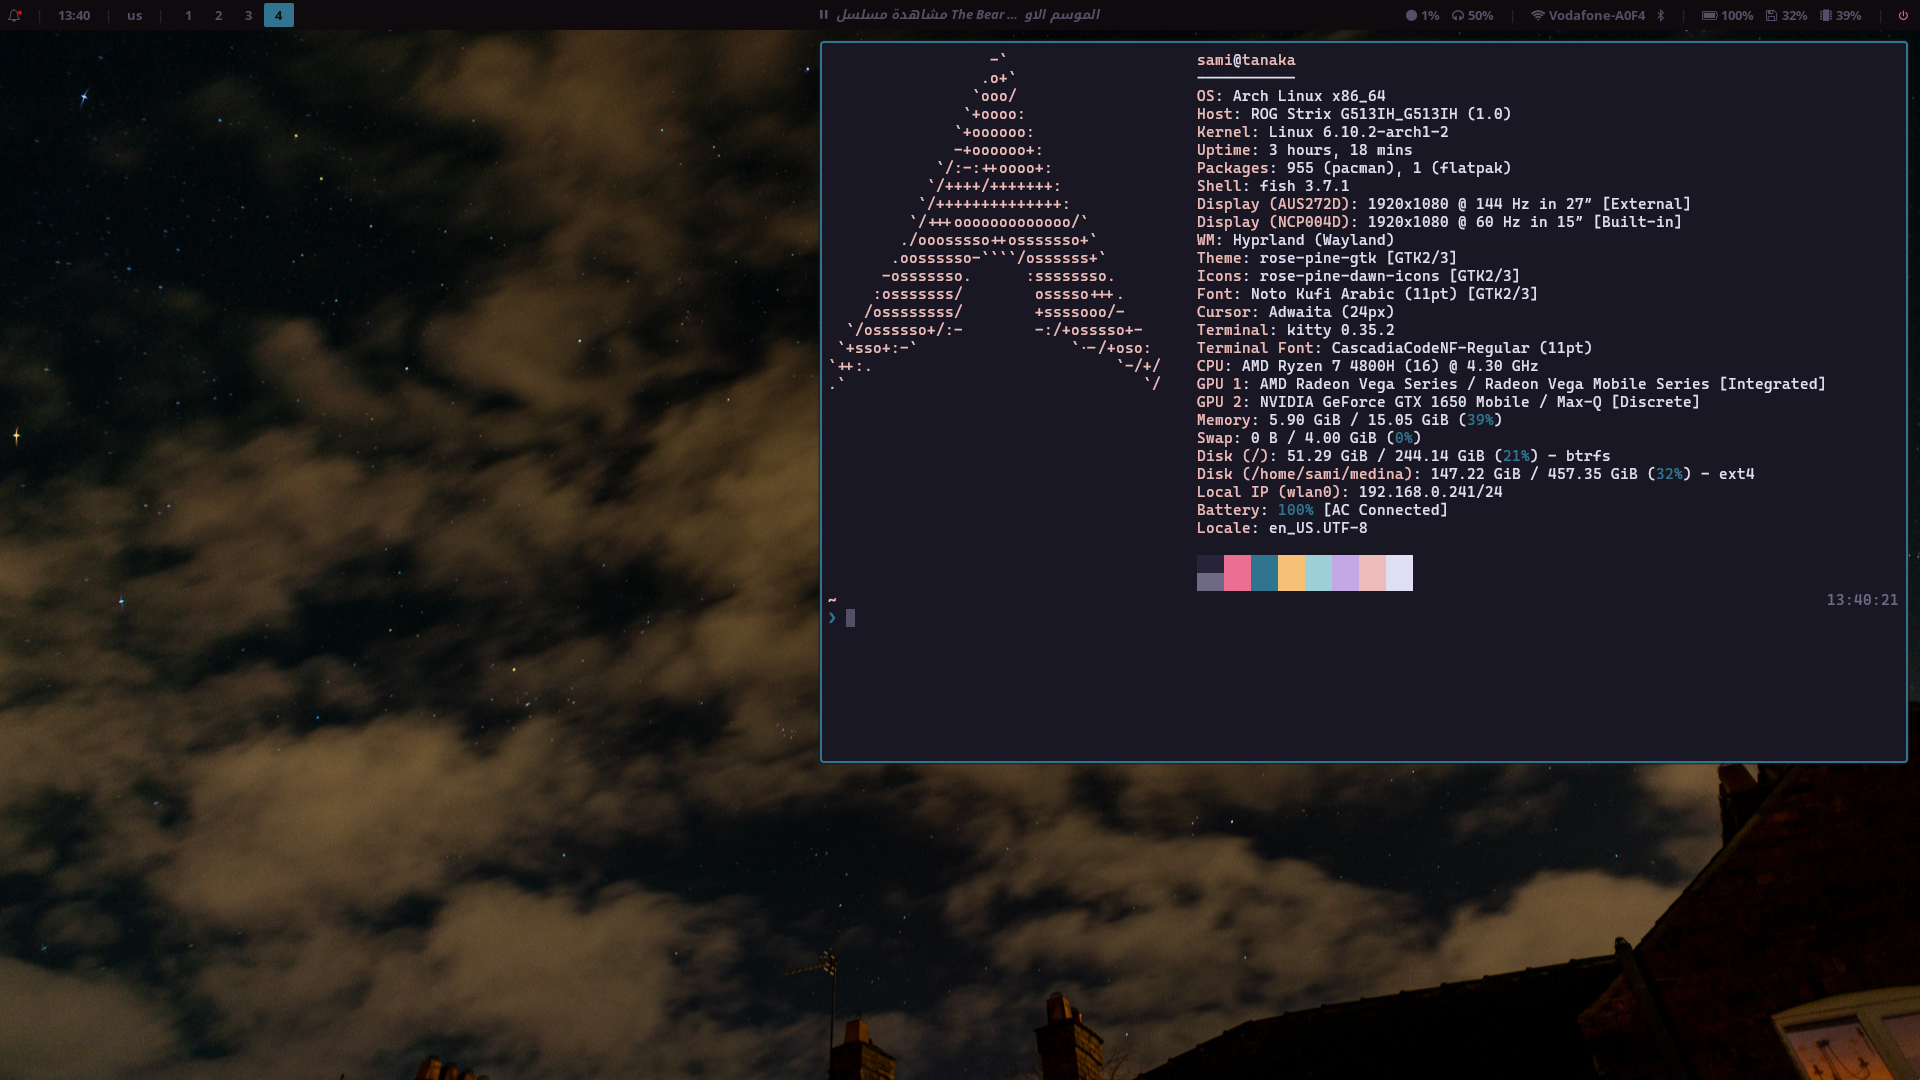 13:40 | us | 1 2 3 4
مشاهدة مسلسل The Bear ... الموسم الاو
1% 50% | Vodafone-A0F4 | 100% 32% 39%
-`
.o+`
`ooo/
`+oooo:
`+oooooo:
-+oooooo+:
`/:-:++oooo+:
`/++++/+++++++:
`/++++++++++++++:
`/+++ooooooooooooo/`
./ooosssso++osssssso+`
.oossssso-````/ossssss+`
-osssssso.      :ssssssso.
:osssssss/        osssso+++.
/ossssssss/        +ssssooo/-
`/ossssso+/:-        -:/+osssso+-
`+sso+:-`                 `.-/+oso:
`++:.                           `-/+/
.`                                 `/
sami@tanaka
-----------
OS: Arch Linux x86_64
Host: ROG Strix G513IH_G513IH (1.0)
Kernel: Linux 6.10.2-arch1-2
Uptime: 3 hours, 18 mins
Packages: 955 (pacman), 1 (flatpak)
Shell: fish 3.7.1
Display (AUS272D): 1920x1080 @ 144 Hz in 27″ [External]
Display (NCP004D): 1920x1080 @ 60 Hz in 15″ [Built-in]
WM: Hyprland (Wayland)
Theme: rose-pine-gtk [GTK2/3]
Icons: rose-pine-dawn-icons [GTK2/3]
Font: Noto Kufi Arabic (11pt) [GTK2/3]
Cursor: Adwaita (24px)
Terminal: kitty 0.35.2
Terminal Font: CascadiaCodeNF-Regular (11pt)
CPU: AMD Ryzen 7 4800H (16) @ 4.30 GHz
GPU 1: AMD Radeon Vega Series / Radeon Vega Mobile Series [Integrated]
GPU 2: NVIDIA GeForce GTX 1650 Mobile / Max-Q [Discrete]
Memory: 5.90 GiB / 15.05 GiB (39%)
Swap: 0 B / 4.00 GiB (0%)
Disk (/): 51.29 GiB / 244.14 GiB (21%) - btrfs
Disk (/home/sami/medina): 147.22 GiB / 457.35 GiB (32%) - ext4
Local IP (wlan0): 192.168.0.241/24
Battery: 100% [AC Connected]
Locale: en_US.UTF-8
~ 13:40:21
❯